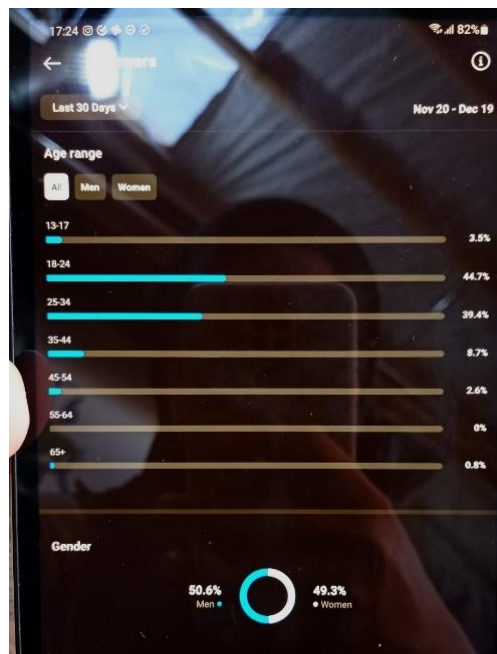 17:24 82%
Last 30 Days
Nov 20 - Dec 19
Age range
All Men Women
13-17
3.5%
18-24
44.7%
25-34
39.4%
35-44
8.7%
45-54
2.6%
55-64
0%
65+
0.8%
Gender
50.6% 49.3%
Men Women